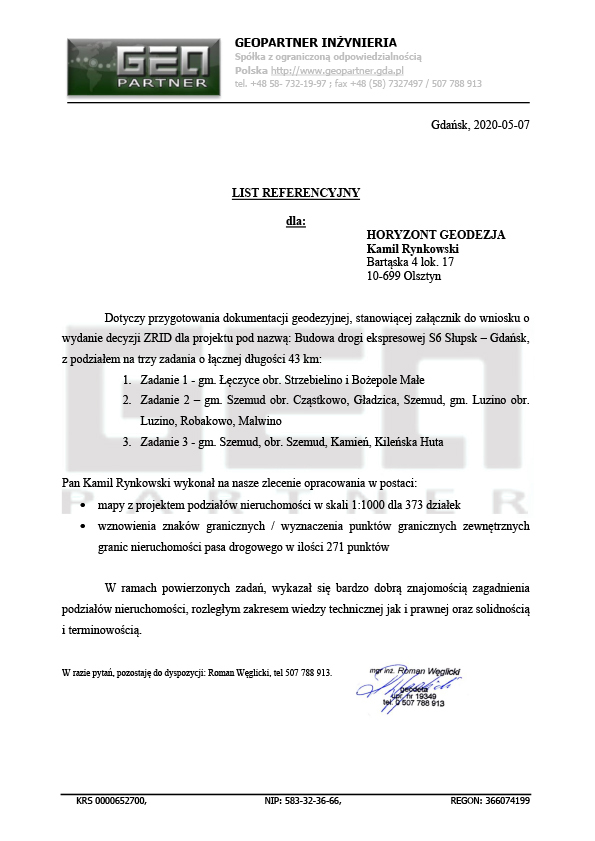 GEO
PARTNER
GEOPARTNER INŻYNIERIA
Spółka z ograniczoną odpowiedzialnością
Polska http://www.geopartner.gda.pl
tel. +48 58- 732-19-97 ; fax +48 (58) 7327497 / 507 788 913
Gdańsk, 2020-05-07
LIST REFERENCYJNY
dla:
HORYZONT GEODEZJA
Kamil Rynkowski
Bartąska 4 lok. 17
10-699 Olsztyn
Dotyczy przygotowania dokumentacji geodezyjnej, stanowiącej załącznik do wniosku o
wydanie decyzji ZRID dla projektu pod nazwą: Budowa drogi ekspresowej S6 Słupsk – Gdańsk,
z podziałem na trzy zadania o łącznej długości 43 km:
1. Zadanie 1 - gm. Łęczyce obr. Strzebielino i Bożepole Małe
2. Zadanie 2 – gm. Szemud obr. Cząstkowo, Głazica, Szemud, gm. Luzino obr.
Luzino, Robakowo, Malwino
3. Zadanie 3 - gm. Szemud, obr. Szemud, Kamień, Kileńska Huta
Pan Kamil Rynkowski wykonał na nasze zlecenie opracowania w postaci:
• mapy z projektem podziałów nieruchomości w skali 1:1000 dla 373 działek
• wznowienia znaków granicznych / wyznaczenia punktów granicznych zewnętrznych
granic nieruchomości pasa drogowego w ilości 271 punktów
W ramach powierzonych zadań, wykazał się bardzo dobrą znajomością zagadnienia
podziałów nieruchomości, rozległym zakresem wiedzy technicznej jak i prawnej oraz solidnością
i terminowością.
W razie pytań, pozostaję do dyspozycji: Roman Węglicki, tel 507 788 913.
mgr inż. Roman Węglicki
geodeta
upr. nr 19349
tel. 0 507 788 913
KRS 0000652700, NIP: 583-32-36-66, REGON: 366074199